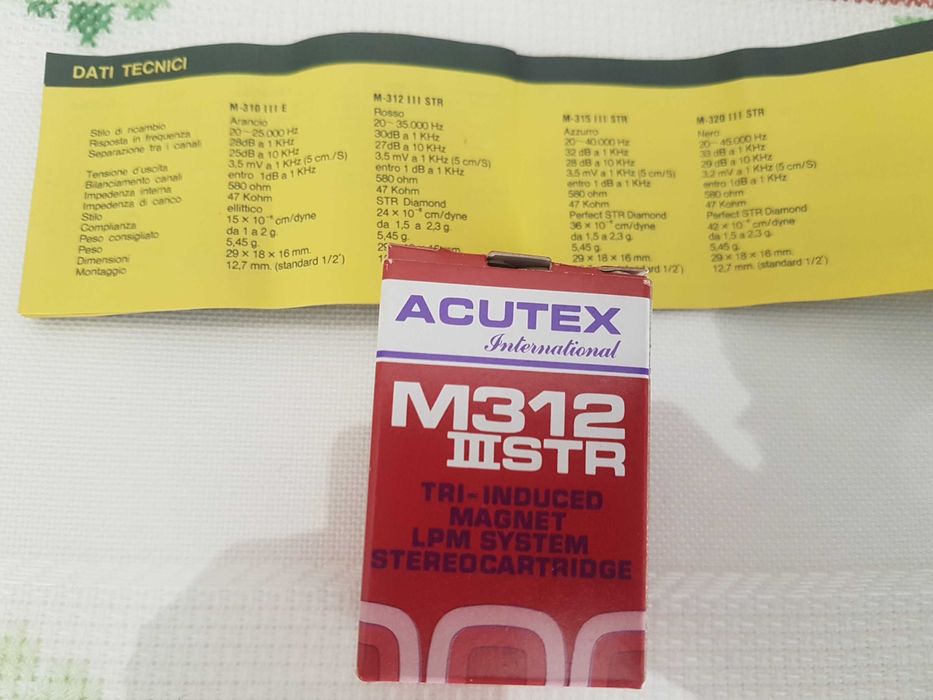 DATI TECNICI
Stilo di ricambio
Risposta in frequenza
Separazione tra i canali
Tensione d'uscita
Bilanciamento canali
Impedenza interna
Impedenza di carico
Stilo
Complianza
Peso consigliato
Peso
Dimensioni
Montaggio
M-310 III E
Arancio
20-25.000 Hz
28dB a 1 KHz
25dB a 10 KHz
3,5 mV a 1 KHz (5 cm./S)
entro 1dB a 1 KHz
580 ohm
47 Kohm
ellittico
15 × 10⁻⁶ cm/dyne
da 1 a 2 g.
5,45 g.
29 × 18 × 16 mm.
12,7 mm. (standard 1/2")
M-312 III STR
Rosso
20-35.000 Hz
30dB a 1 KHz
27dB a 10 KHz
3,5 mV a 1 KHz (5 cm/S)
entro 1 dB a 1 KHz
580 ohm
47 Kohm
STR Diamond
24 × 10⁻⁶ cm/dyne
da 1,5 a 2,3 g.
5,45 g.
M-315 III STR
Azzurro
20-40.000 Hz
32 dB a 1 KHz
28 dB a 10 KHz
3,5 mV a 1 KHz (5 cm/S)
entro 1 dB a 1 KHz
580 ohm
47 Kohm
Perfect STR Diamond
36 × 10⁻⁶ cm/dyne
da 1,5 a 2,3 g.
5,45 g.
29 × 18 × 16 mm.
1/2")
M-320 III STR
Nero
20-45.000 Hz
33 dB a 1 KHz
29 dB a 10 KHz
3,2 mV a 1 KHz (5 cm/S)
entro 1dB a 1 KHz
580 ohm
47 Kohm
Perfect STR Diamond
42 × 10⁻⁶ cm/dyne
da 1,5 a 2,3 g.
5,45 g.
29 × 18 × 16 mm.
12,7 mm. (standard 1/2")
ACUTEX
International
M312
III STR
TRI-INDUCED
MAGNET
LPM SYSTEM
STEREO CARTRIDGE